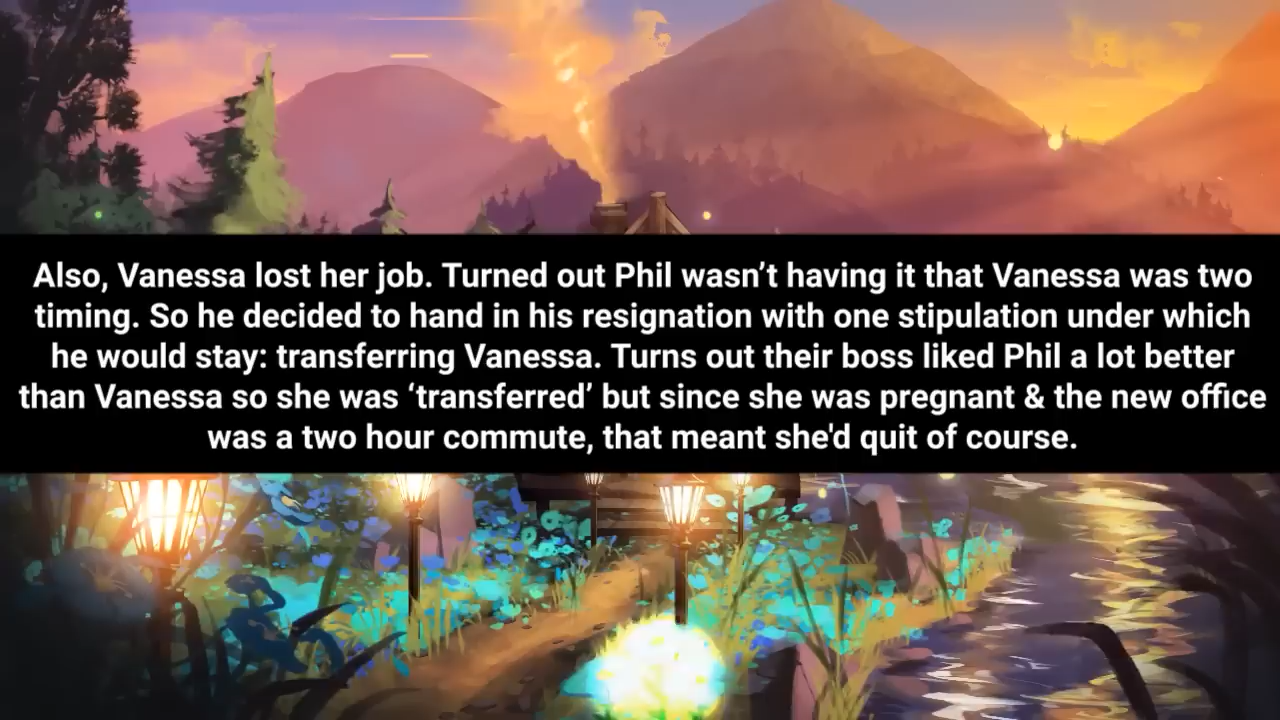 Also, Vanessa lost her job. Turned out Phil wasn’t having it that Vanessa was two
timing. So he decided to hand in his resignation with one stipulation under which
he would stay: transferring Vanessa. Turns out their boss liked Phil a lot better
than Vanessa so she was ‘transferred’ but since she was pregnant & the new office
was a two hour commute, that meant she'd quit of course.